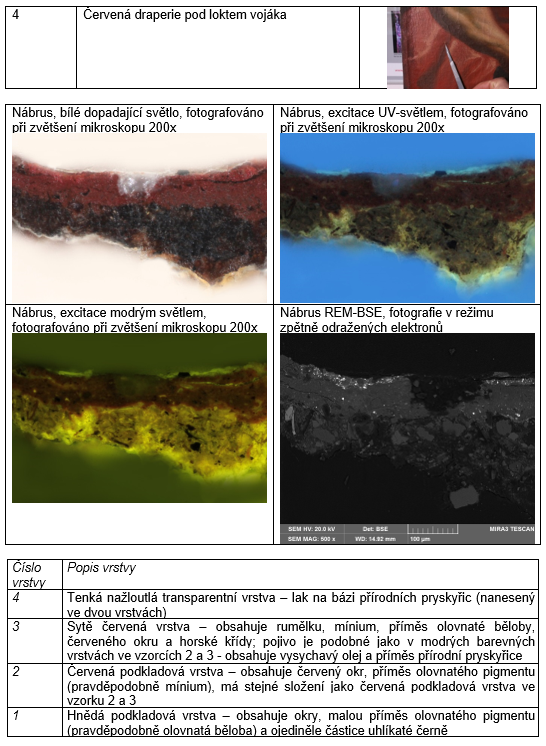 4
Červená draperie pod loktem vojáka
Nábrus, bílé dopadající světlo, fotografováno
při zvětšení mikroskopu 200x
Nábrus, excitace UV-světlem, fotografováno
při zvětšení mikroskopu 200x
Nábrus, excitace modrým světlem,
fotografováno při zvětšení mikroskopu 200x
Nábrus REM-BSE, fotografie v režimu
zpětně odražených elektronů
SEM HV: 20.0 kV
Det: BSE
MIRA3 TESCAN
SEM MAG: 500 x
WD: 14.92 mm
100 µm
Číslo
vrstvy
Popis vrstvy
4
Tenká nažloutlá transparentní vrstva – lak na bázi přírodních pryskyřic (nanesený
ve dvou vrstvách)
3
Sytě červená vrstva – obsahuje rumělku, mínium, příměs olovnaté běloby,
červeného okru a horské křídy; pojivo je podobné jako v modrých barevných
vrstvách ve vzorcích 2 a 3 - obsahuje vysychavý olej a příměs přírodní pryskyřice
2
Červená podkladová vrstva – obsahuje červený okr, příměs olovnatého pigmentu
(pravděpodobně mínium), má stejné složení jako červená podkladová vrstva ve
vzorku 2 a 3
1
Hnědá podkladová vrstva – obsahuje okry, malou příměs olovnatého pigmentu
(pravděpodobně olovnatá běloba) a ojediněle částice uhlíkaté černě